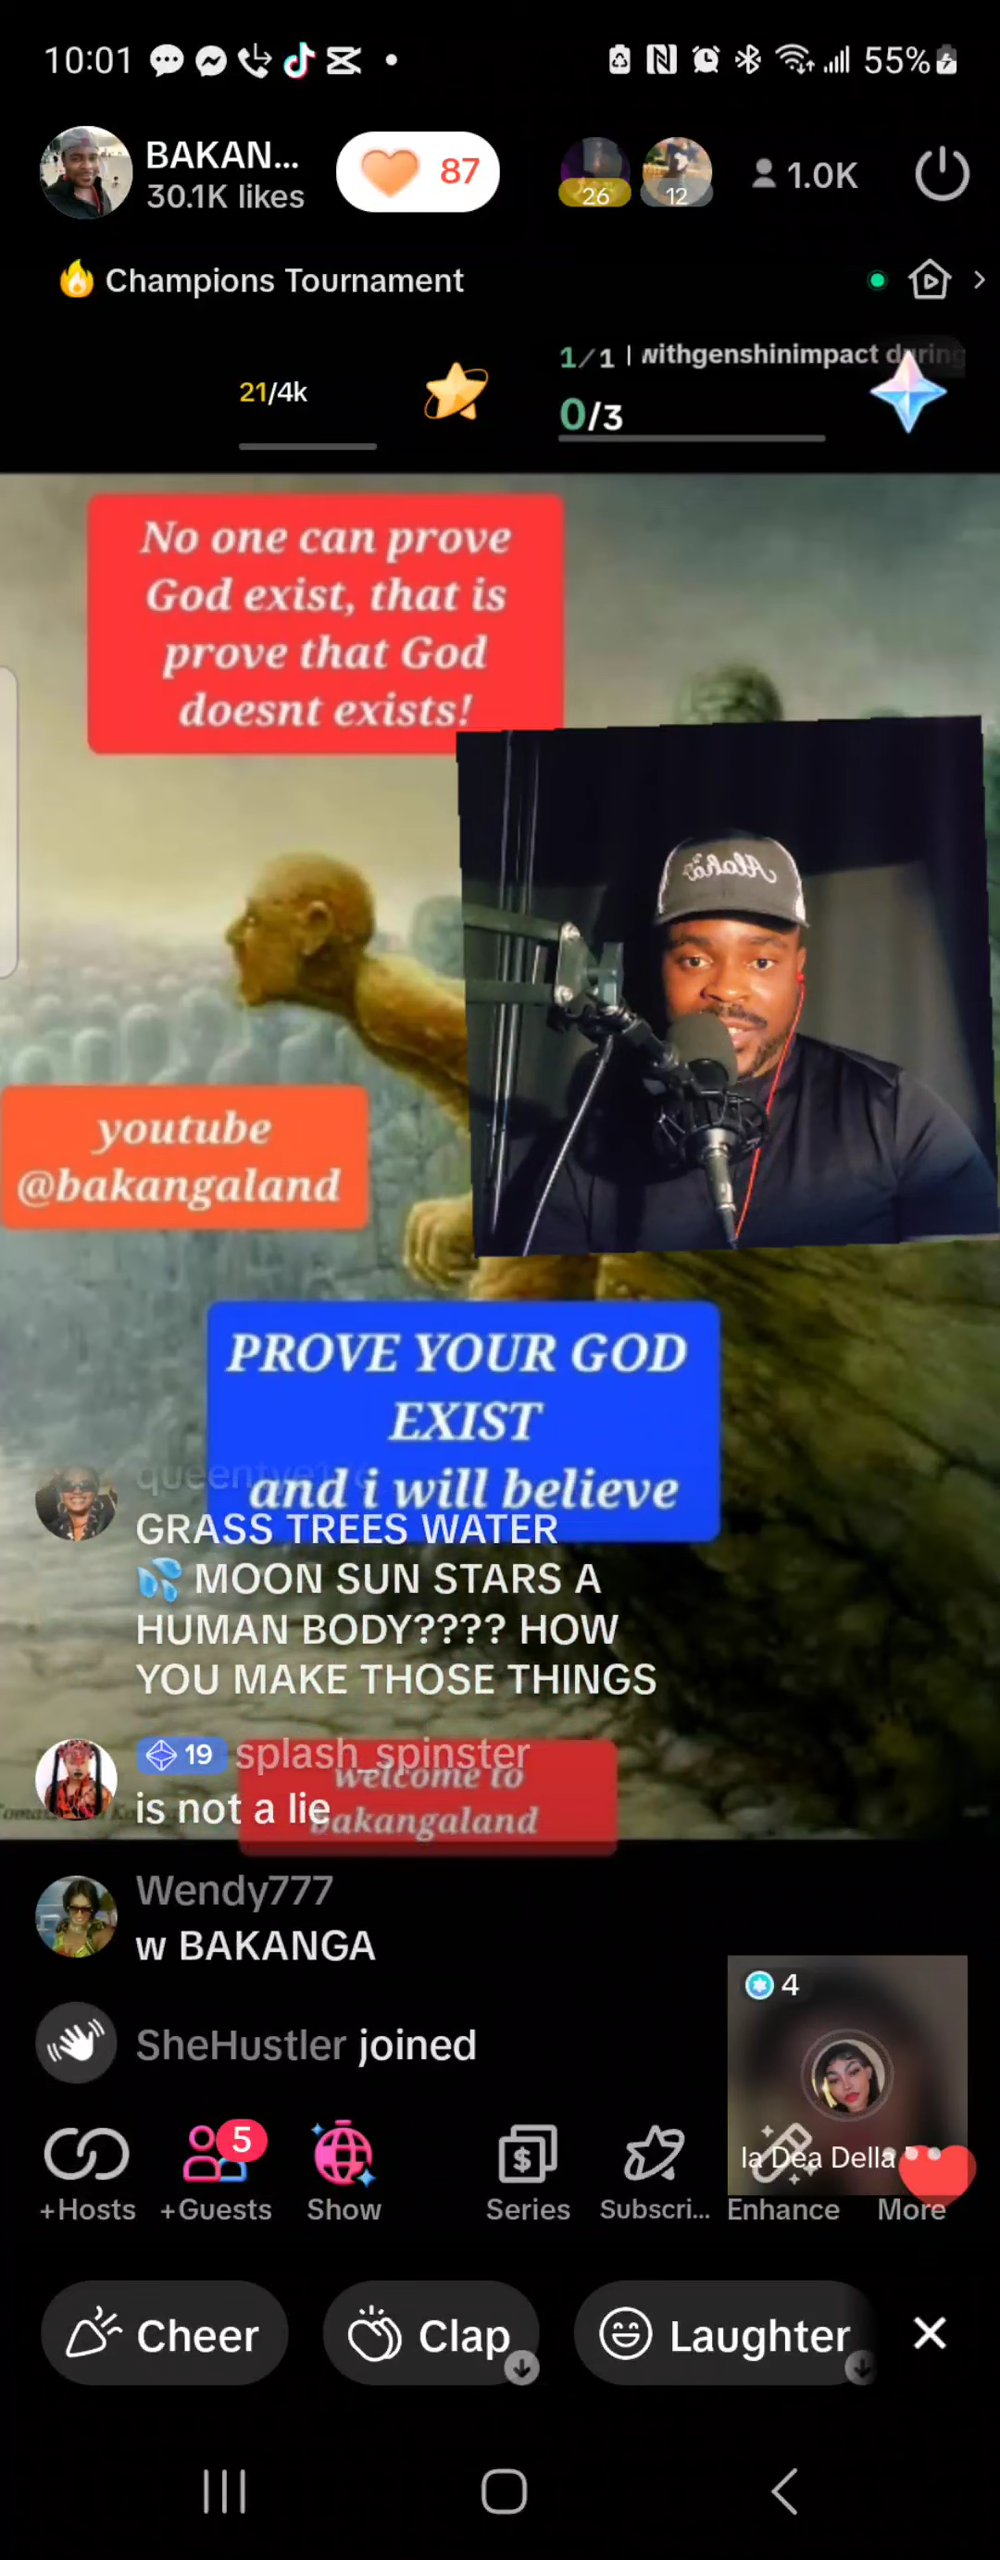 10:01
55%
BAKAN...
30.1K likes
87
26
12
1.0K
Champions Tournament
21/4k
1/1 | withgenshinimpact during
0/3
No one can prove
God exist, that is
prove that God
doesnt exists!
Aloha
youtube
@bakangaland
PROVE YOUR GOD
EXIST
and i will believe
GRASS TREES WATER
💦 MOON SUN STARS A
HUMAN BODY???? HOW
YOU MAKE THOSE THINGS
19 splash_spinster
is not a lie
welcome to
bakangaland
Wendy777
w BAKANGA
SheHustler joined
4
la Dea Della
5
+Hosts
+Guests
Show
Series
Subscri...
Enhance
More
Cheer
Clap
Laughter